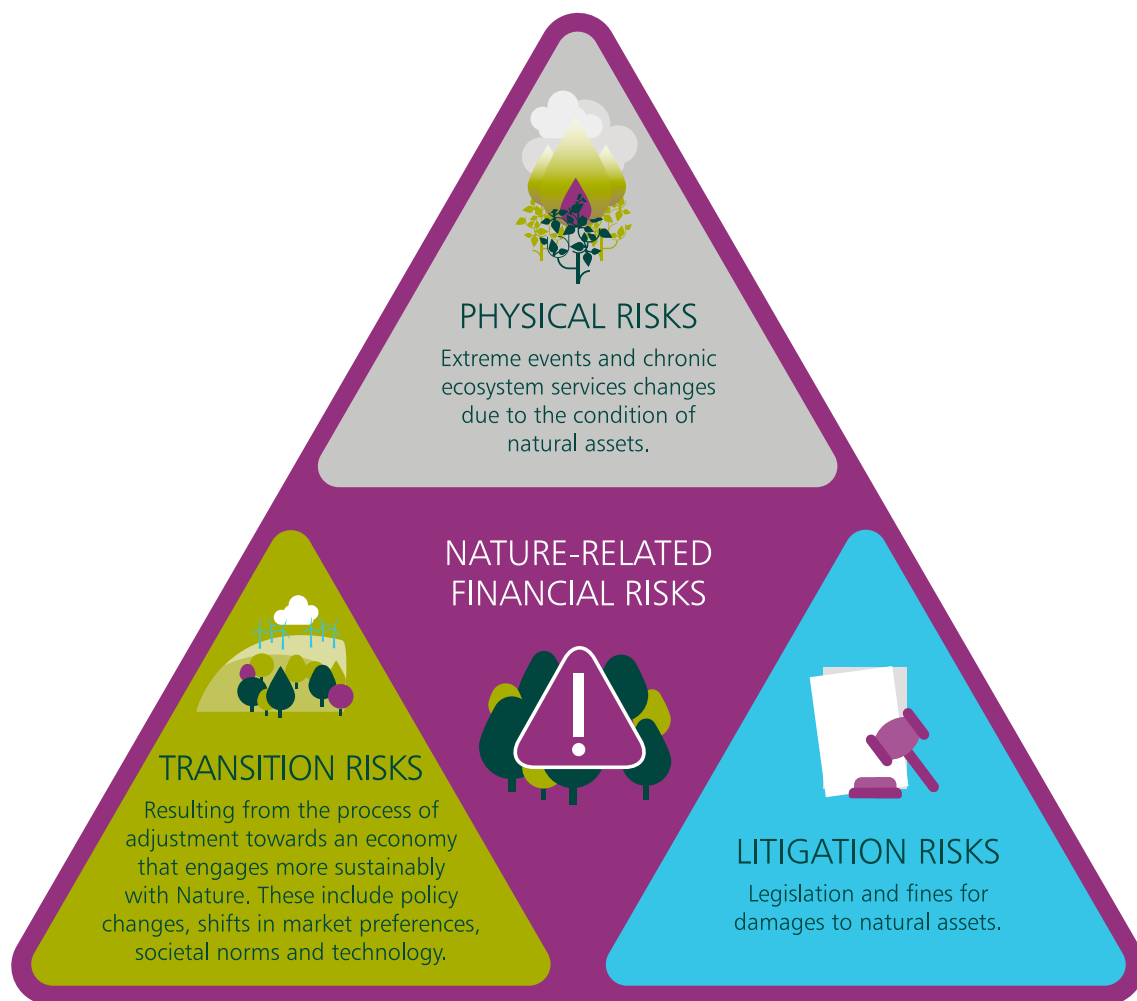 PHYSICAL RISKS
Extreme events and chronic
ecosystem services changes
due to the condition of
natural assets.
NATURE-RELATED
FINANCIAL RISKS
TRANSITION RISKS
Resulting from the process of
adjustment towards an economy
that engages more sustainably
with Nature. These include policy
changes, shifts in market preferences,
societal norms and technology.
LITIGATION RISKS
Legislation and fines for
damages to natural assets.